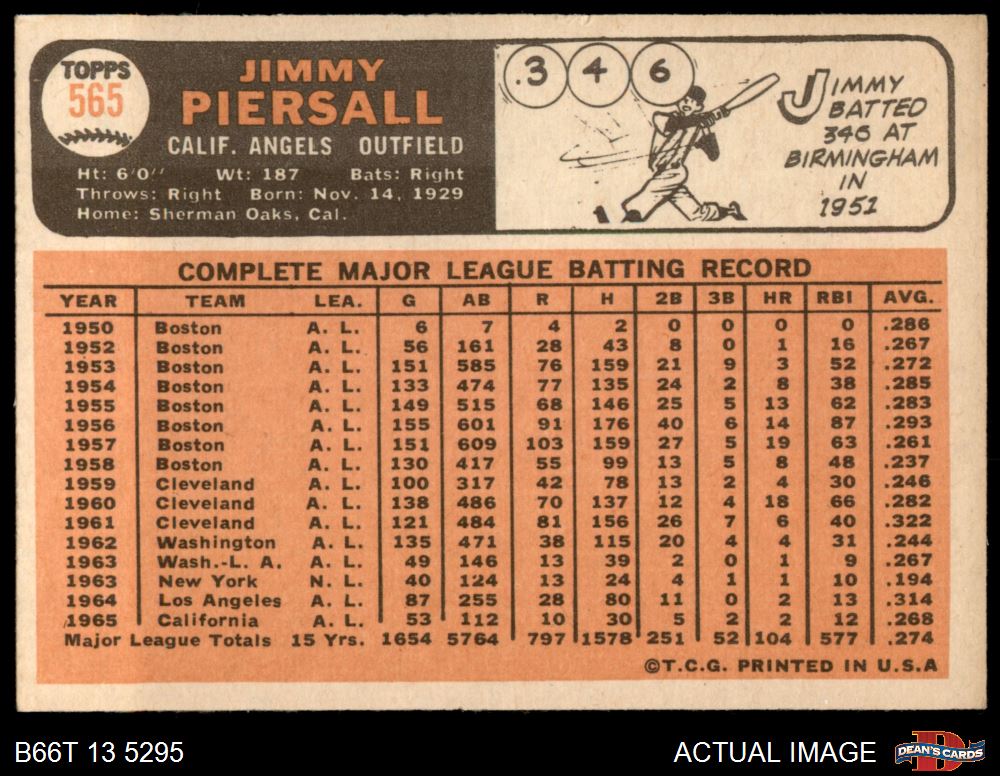 TOPPS
565
JIMMY
PIERSALL
CALIF. ANGELS OUTFIELD
Ht: 6'0" Wt: 187 Bats: Right
Throws: Right Born: Nov. 14, 1929
Home: Sherman Oaks, Cal.
.3 4 6
JIMMY
BATTED
346 AT
BIRMINGHAM
IN
1951
COMPLETE MAJOR LEAGUE BATTING RECORD
YEAR TEAM LEA. G AB R H 2B 3B HR RBI AVG.
1950 Boston A. L. 6 7 4 2 0 0 0 0 .286
1952 Boston A. L. 56 161 28 43 8 0 1 16 .267
1953 Boston A. L. 151 585 76 159 21 9 3 52 .272
1954 Boston A. L. 133 474 77 135 24 2 8 38 .285
1955 Boston A. L. 149 515 68 146 25 5 13 62 .283
1956 Boston A. L. 155 601 91 176 40 6 14 87 .293
1957 Boston A. L. 151 609 103 159 27 5 19 63 .261
1958 Boston A. L. 130 417 55 99 13 5 8 48 .237
1959 Cleveland A. L. 100 317 42 78 13 2 4 30 .246
1960 Cleveland A. L. 138 486 70 137 12 4 18 66 .282
1961 Cleveland A. L. 121 484 81 156 26 7 6 40 .322
1962 Washington A. L. 135 471 38 115 20 4 4 31 .244
1963 Wash.-L. A. A. L. 49 146 13 39 2 0 1 9 .267
1963 New York N. L. 40 124 13 24 4 1 1 10 .194
1964 Los Angeles A. L. 87 255 28 80 11 0 2 13 .314
1965 California A. L. 53 112 10 30 5 2 2 12 .268
Major League Totals 15 Yrs. 1654 5764 797 1578 251 52 104 577 .274
©T.C.G. PRINTED IN U.S.A
B66T 13 5295
ACTUAL IMAGE
DEAN'S CARDS